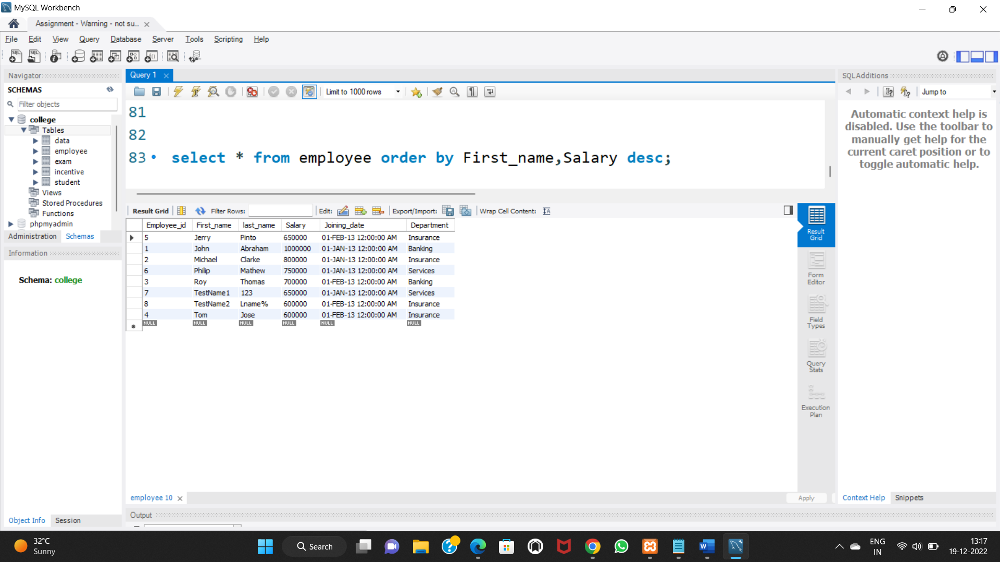 MySQL Workbench
Assignment - Warning - not su...
File Edit View Query Database Server Tools Scripting Help
Navigator
SCHEMAS
Filter objects
college
Tables
data
employee
exam
incentive
student
Views
Stored Procedures
Functions
phpmyadmin
Administration Schemas
Information
Schema: college
Object Info Session
Query 1
Limit to 1000 rows
81
82
83 select * from employee order by First_name,Salary desc;
Result Grid Filter Rows: Edit: Export/Import: Wrap Cell Content:
Employee_id First_name last_name Salary Joining_date Department
5 Jerry Pinto 650000 01-FEB-13 12:00:00 AM Insurance
1 John Abraham 1000000 01-JAN-13 12:00:00 AM Banking
2 Michael Clarke 800000 01-JAN-13 12:00:00 AM Insurance
6 Philip Mathew 750000 01-JAN-13 12:00:00 AM Services
3 Roy Thomas 700000 01-FEB-13 12:00:00 AM Banking
7 TestName1 123 650000 01-JAN-13 12:00:00 AM Services
8 TestName2 Lname% 600000 01-FEB-13 12:00:00 AM Insurance
4 Tom Jose 600000 01-FEB-13 12:00:00 AM Insurance
NULL NULL NULL NULL NULL NULL
Result
Grid
Form
Editor
Field
Types
Query
Stats
Execution
Plan
employee 10
Apply
Output
SQLAdditions
Jump to
Automatic context help is
disabled. Use the toolbar to
manually get help for the
current caret position or to
toggle automatic help.
Context Help Snippets
32°C
Sunny
Search
ENG
IN
13:17
19-12-2022